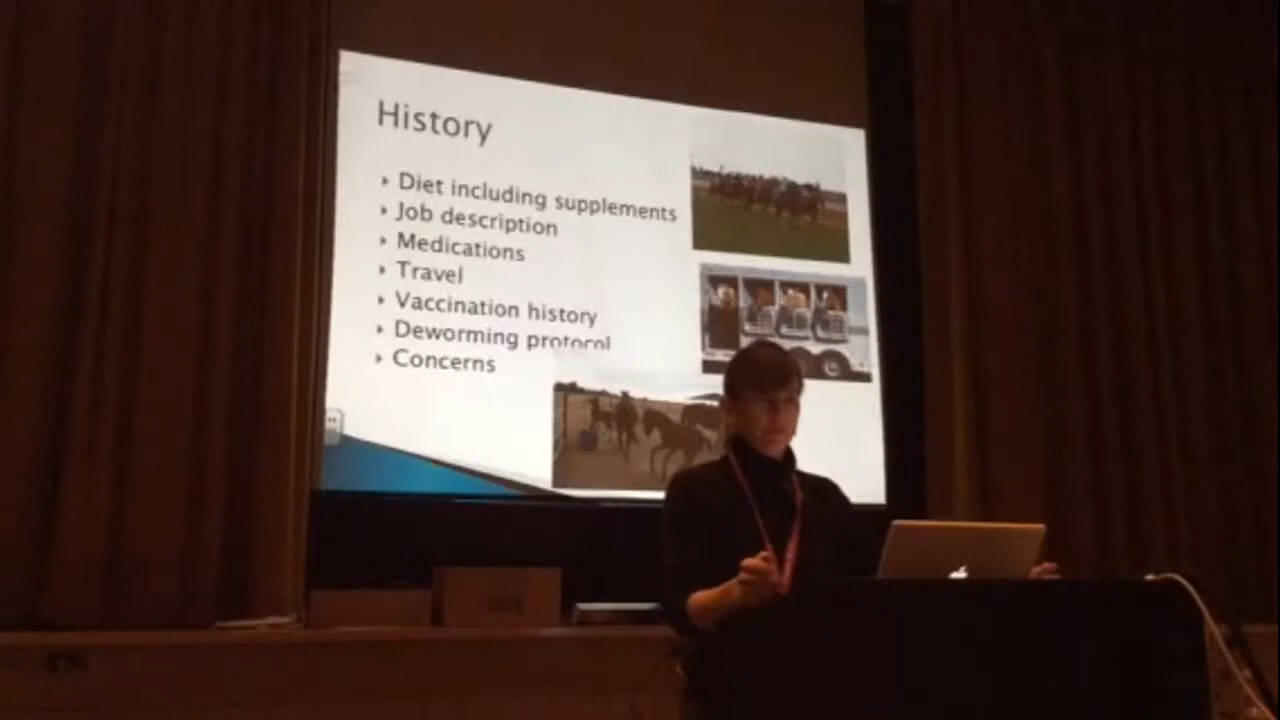 History
Diet including supplements
Job description
Medications
Travel
Vaccination history
Deworming protocol
Concerns